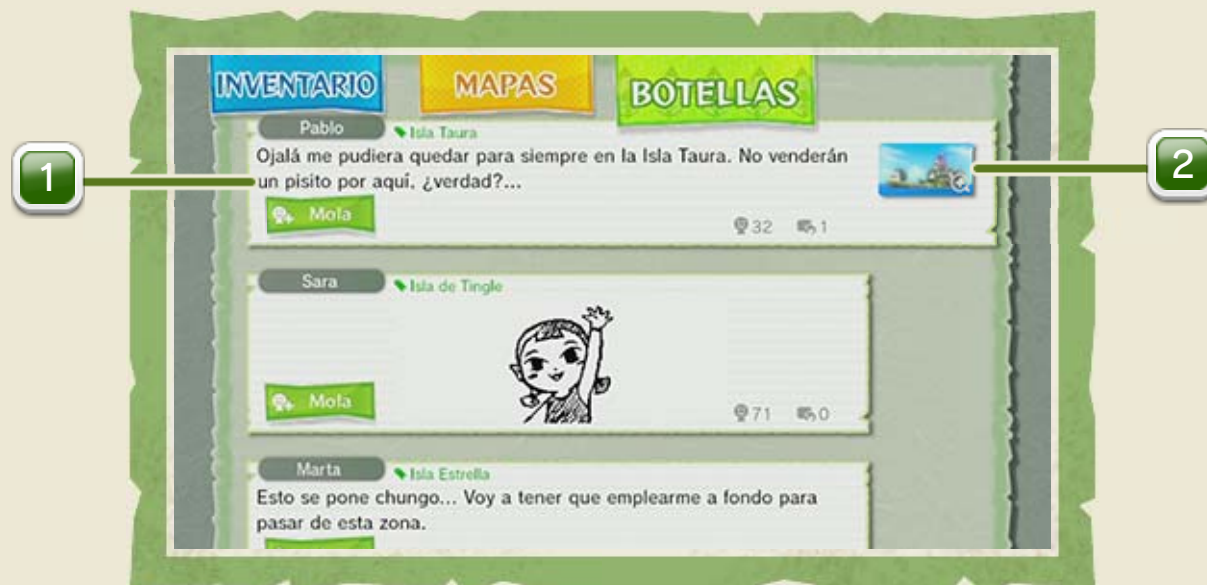 INVENTARIO
MAPAS
BOTELLAS
Pablo
Isla Taura
Ojalá me pudiera quedar para siempre en la Isla Taura. No venderán
un pisito por aquí, ¿verdad?...
Mola
32
1
1
2
Sara
Isla de Tingle
Mola
71
0
Marta
Isla Estrella
Esto se pone chungo... Voy a tener que emplearme a fondo para
pasar de esta zona.